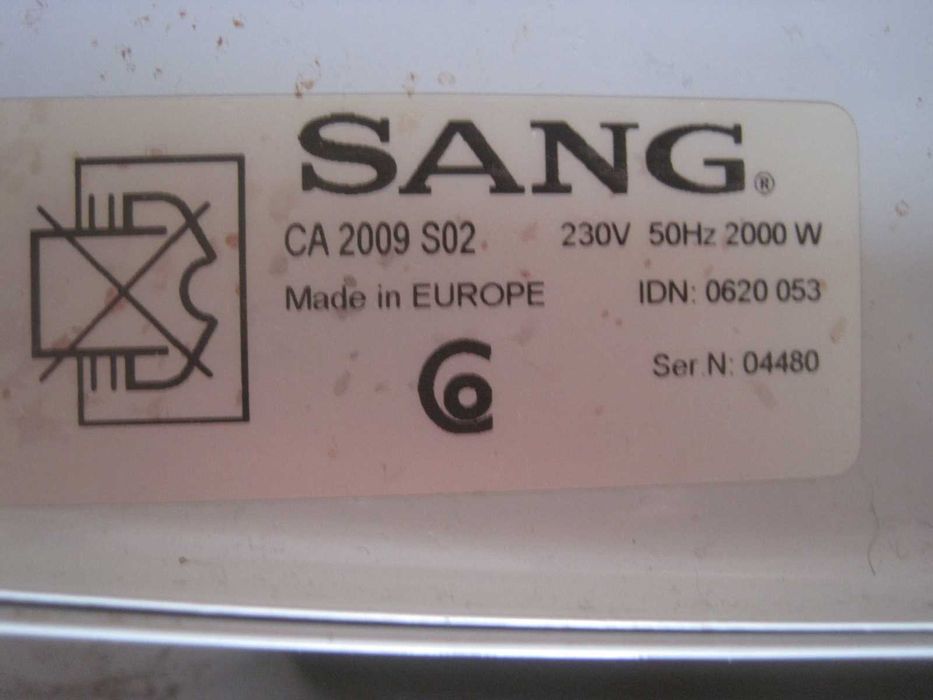 SANG®
CA 2009 S02 230V 50Hz 2000 W
Made in EUROPE IDN: 0620 053
Ser.N: 04480